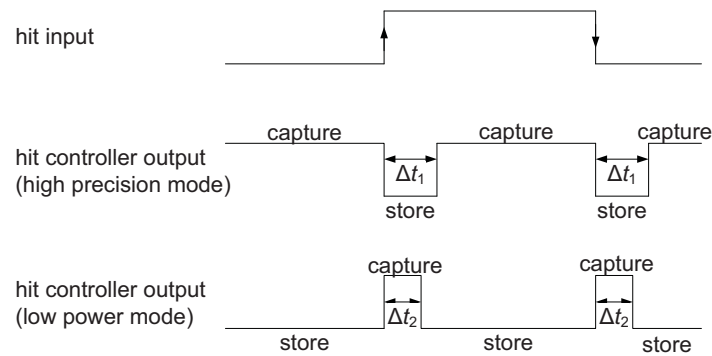 hit input
capture capture capture
hit controller output
(high precision mode)
Δt₁ Δt₁
store store
capture capture
hit controller output
(low power mode)
Δt₂ Δt₂
store store store